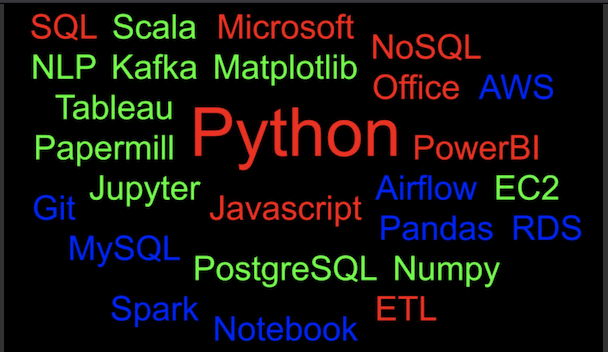 SQL Scala Microsoft
NoSQL
NLP Kafka Matplotlib
Office AWS
Tableau
Python
Papermill
PowerBI
Jupyter
Airflow EC2
Git
Javascript
Pandas RDS
MySQL
PostgreSQL Numpy
Spark
ETL
Notebook